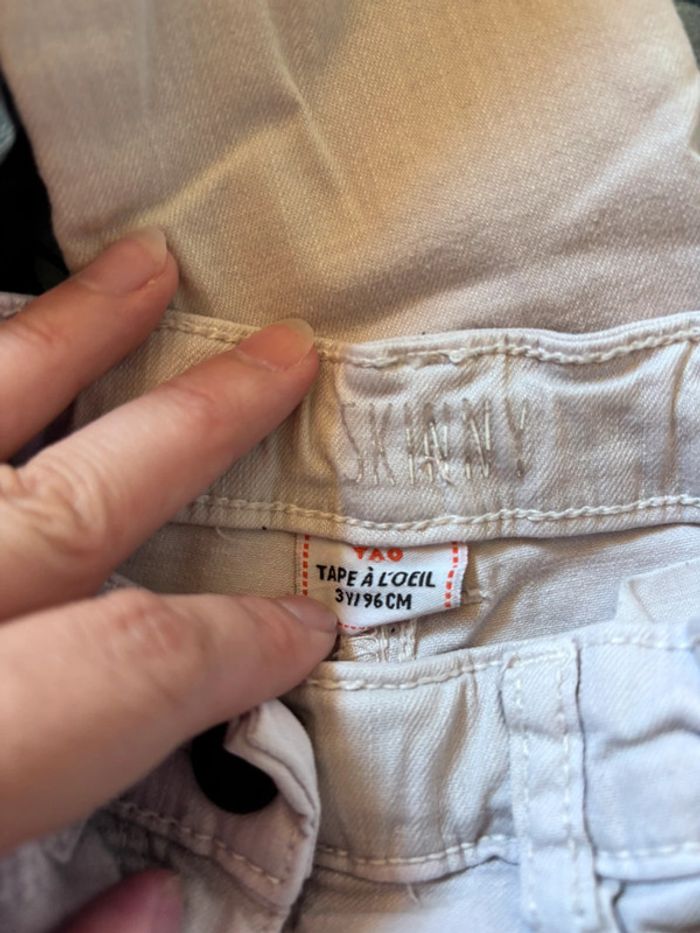 SKINNY
TAO
TAPE À L'OEIL
3Y/96CM